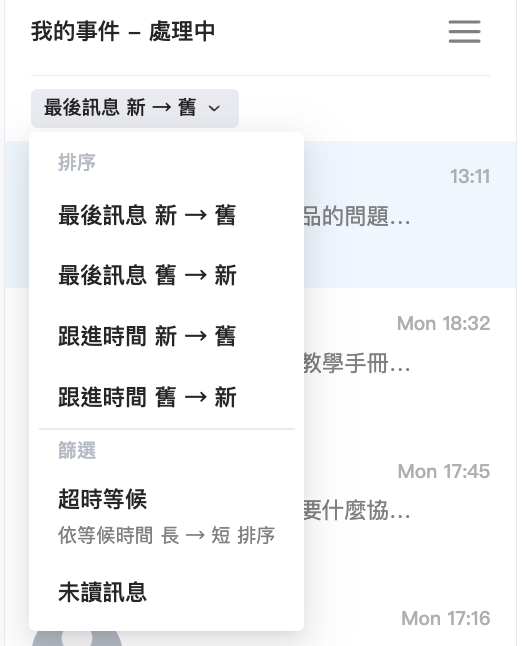 我的事件 – 處理中
最後訊息 新 → 舊
排序
13:11
最後訊息 新 → 舊
品的問題...
最後訊息 舊 → 新
Mon 18:32
跟進時間 新 → 舊
教學手冊...
跟進時間 舊 → 新
篩選
Mon 17:45
超時等候
要什麼協...
依等候時間 長 → 短 排序
未讀訊息
Mon 17:16